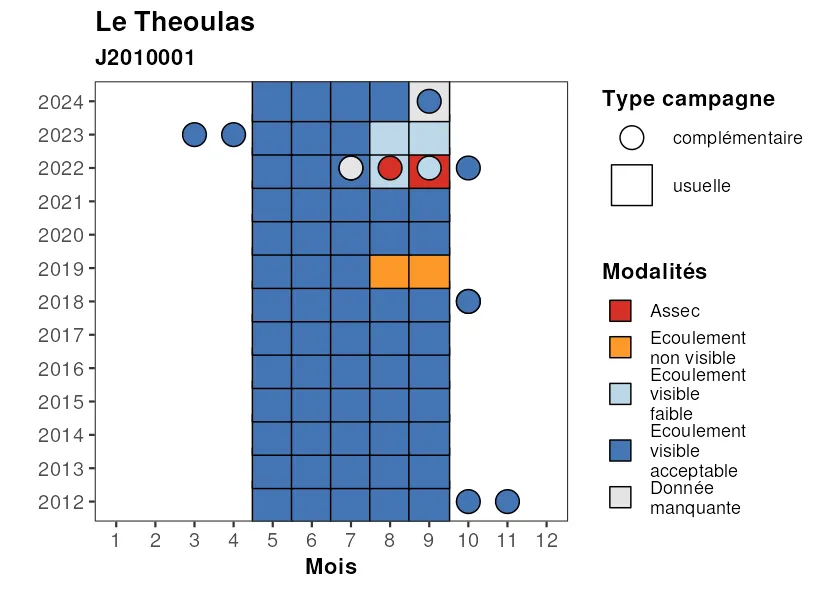 Le Theoulas
J2010001
2024
2023
2022
2021
2020
2019
2018
2017
2016
2015
2014
2013
2012
1 2 3 4 5 6 7 8 9 10 11 12
Mois
Type campagne
complémentaire
usuelle
Modalités
Assec
Ecoulement
non visible
Ecoulement
visible
faible
Ecoulement
visible
acceptable
Donnée
manquante